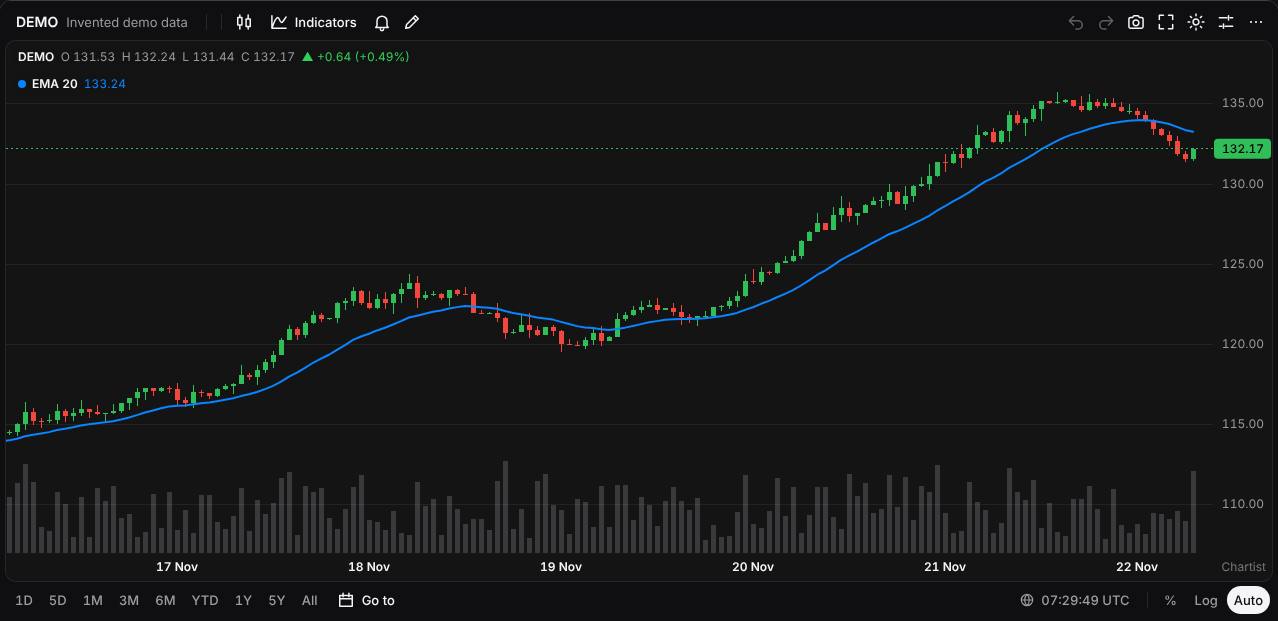 DEMO Invented demo data Indicators
DEMO O 131.53 H 132.24 L 131.44 C 132.17 ▲ +0.64 (+0.49%)
EMA 20 133.24
135.00
132.17
130.00
125.00
120.00
115.00
110.00
17 Nov 18 Nov 19 Nov 20 Nov 21 Nov 22 Nov Chartist
1D 5D 1M 3M 6M YTD 1Y 5Y All Go to 07:29:49 UTC % Log Auto